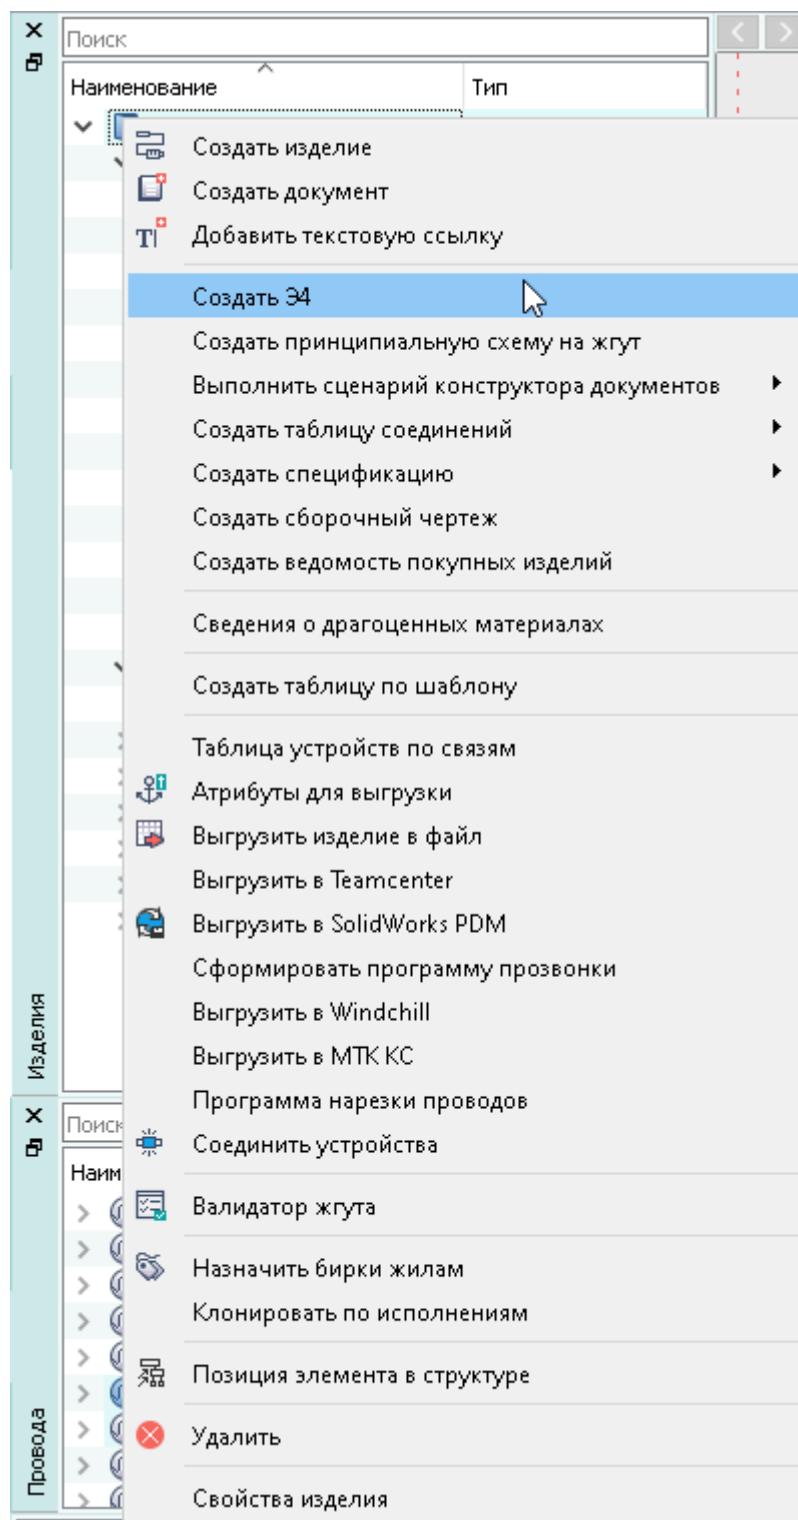 Поиск
Наименование Тип
Создать изделие
Создать документ
Добавить текстовую ссылку
Создать Э4
Создать принципиальную схему на жгут
Выполнить сценарий конструктора документов
Создать таблицу соединений
Создать спецификацию
Создать сборочный чертеж
Создать ведомость покупных изделий
Сведения о драгоценных материалах
Создать таблицу по шаблону
Таблица устройств по связям
Атрибуты для выгрузки
Выгрузить изделие в файл
Выгрузить в Teamcenter
Выгрузить в SolidWorks PDM
Сформировать программу прозвонки
Выгрузить в Windchill
Выгрузить в МТК КС
Программа нарезки проводов
Соединить устройства
Валидатор жгута
Назначить бирки жилам
Клонировать по исполнениям
Позиция элемента в структуре
Удалить
Свойства изделия
Изделия
Поиск
Наим
Провода